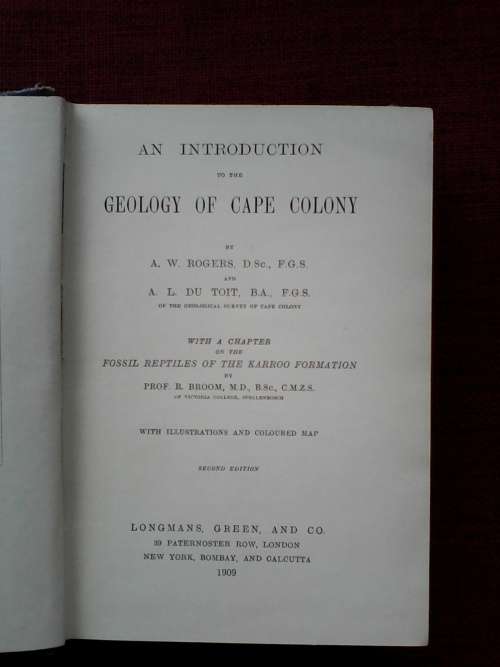 AN INTRODUCTION
TO THE
GEOLOGY OF CAPE COLONY
BY
A. W. ROGERS, D.Sc., F.G.S.
AND
A. L. DU TOIT, B.A., F.G.S.
OF THE GEOLOGICAL SURVEY OF CAPE COLONY
WITH A CHAPTER
ON THE
FOSSIL REPTILES OF THE KARROO FORMATION
BY
PROF. R. BROOM, M.D., B.Sc., C.M.Z.S.
OF VICTORIA COLLEGE, STELLENBOSCH
WITH ILLUSTRATIONS AND COLOURED MAP
SECOND EDITION
LONGMANS, GREEN, AND CO.
39 PATERNOSTER ROW, LONDON
NEW YORK, BOMBAY, AND CALCUTTA
1909